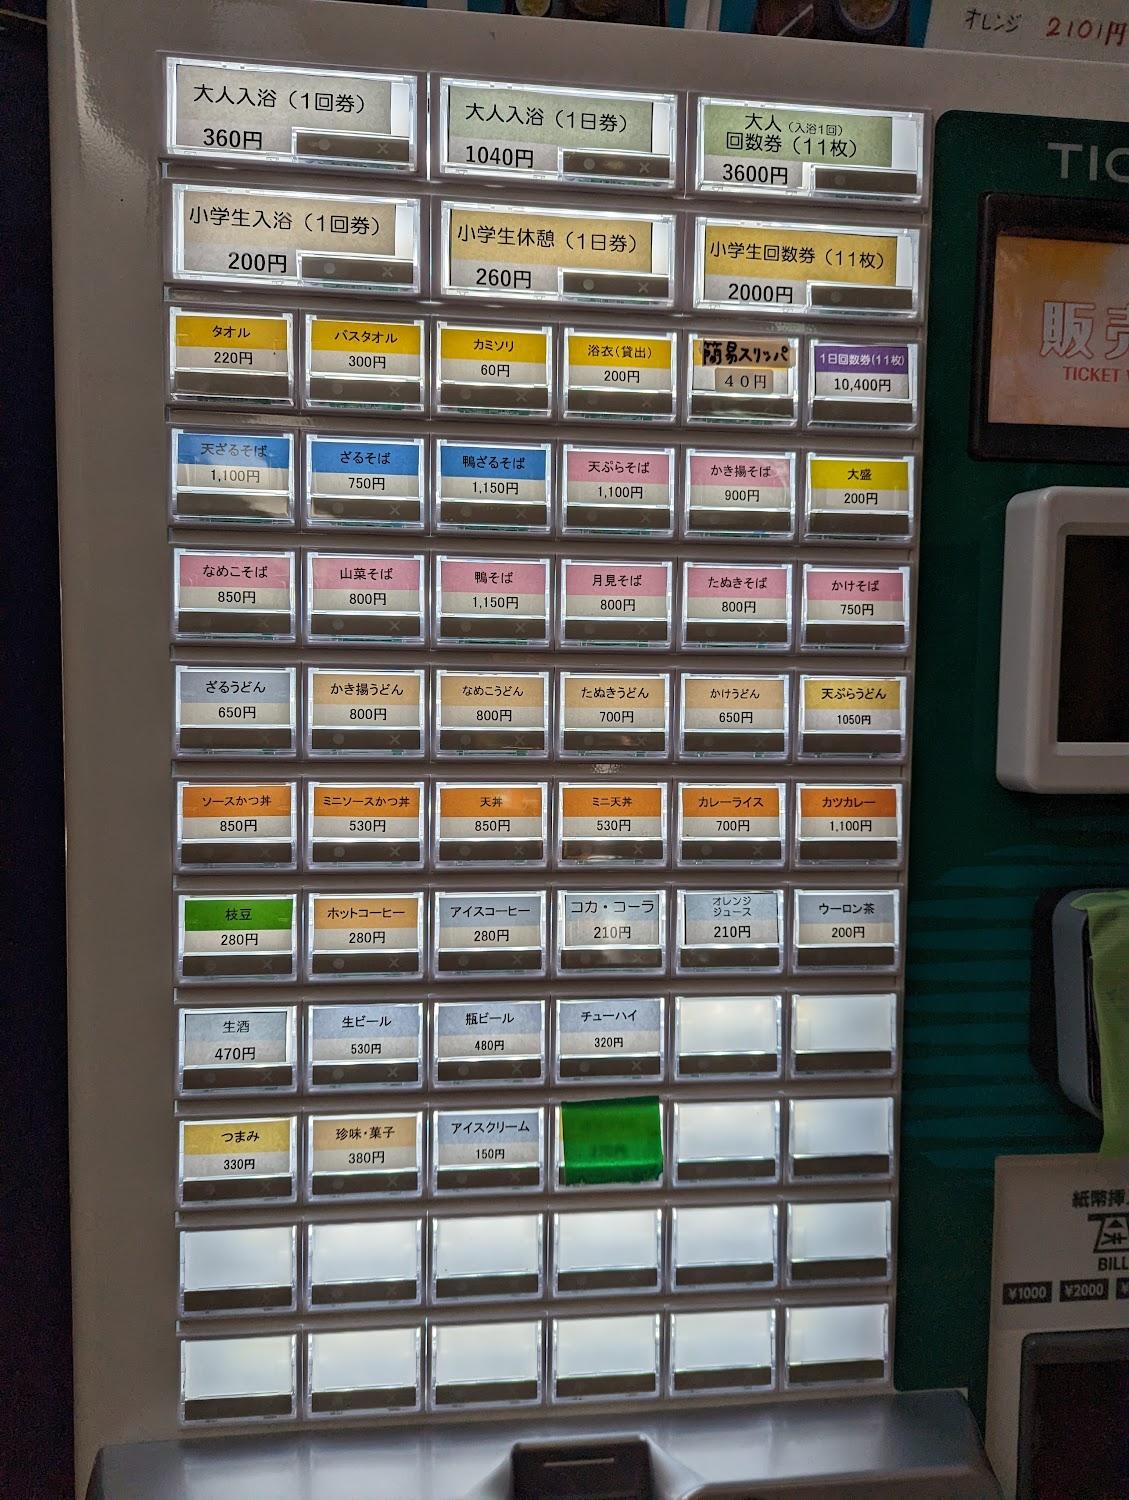 オレンジ 2101円
大人入浴（1回券）
360円
大人入浴（1日券）
1040円
大人（入浴1回）
回数券（11枚）
3600円
小学生入浴（1回券）
200円
小学生休憩（1日券）
260円
小学生回数券（11枚）
2000円
タオル
220円
バスタオル
300円
カミソリ
60円
浴衣（貸出）
200円
簡易スリッパ
40円
1日回数券(11枚)
10,400円
天ざるそば
1,100円
ざるそば
750円
鴨ざるそば
1,150円
天ぷらそば
1,100円
かき揚そば
900円
大盛
200円
なめこそば
850円
山菜そば
800円
鴨そば
1,150円
月見そば
800円
たぬきそば
800円
かけそば
750円
ざるうどん
650円
かき揚うどん
800円
なめこうどん
800円
たぬきうどん
700円
かけうどん
650円
天ぷらうどん
1050円
ソースかつ丼
850円
ミニソースかつ丼
530円
天丼
850円
ミニ天丼
530円
カレーライス
700円
カツカレー
1,100円
枝豆
280円
ホットコーヒー
280円
アイスコーヒー
280円
コカ・コーラ
210円
オレンジ
ジュース
210円
ウーロン茶
200円
生酒
470円
生ビール
530円
瓶ビール
480円
チューハイ
320円
つまみ
330円
珍味・菓子
380円
アイスクリーム
150円
TIC
販売
TICKET
紙幣挿
BILL
¥1000 ¥2000